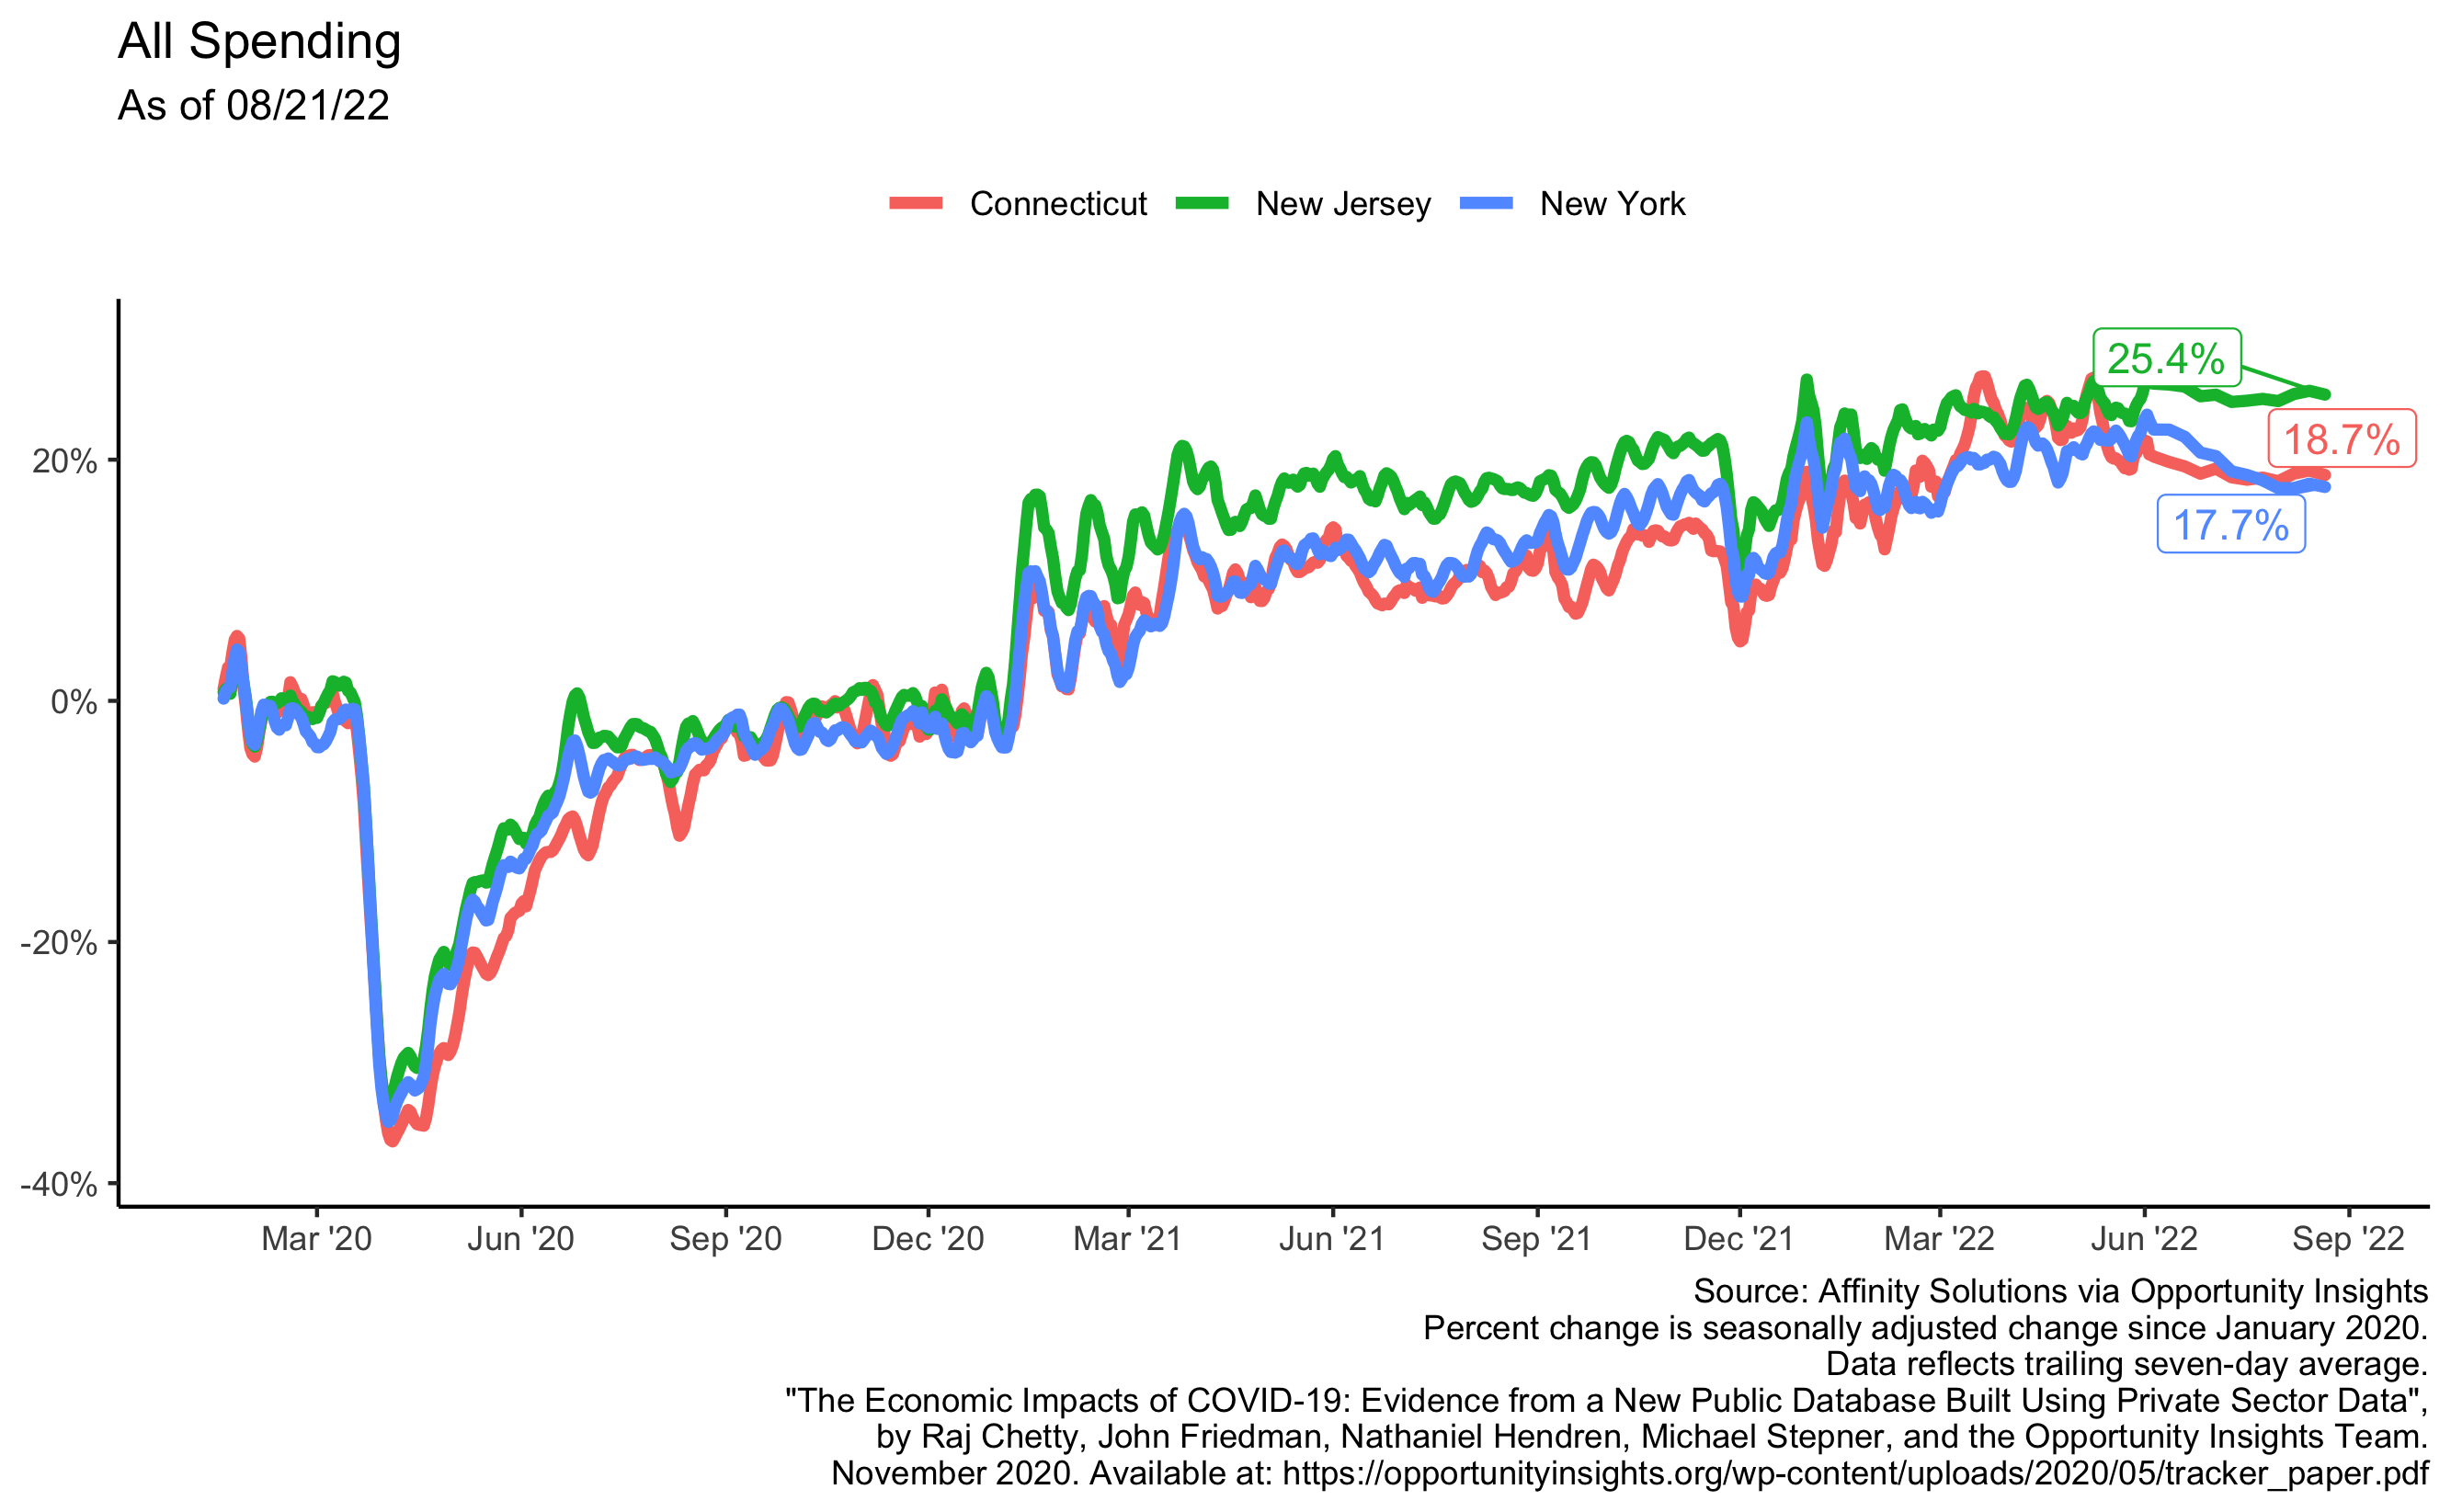 All Spending
As of 08/21/22
Connecticut New Jersey New York
25.4%
18.7%
17.7%
20%
0%
-20%
-40%
Mar '20 Jun '20 Sep '20 Dec '20 Mar '21 Jun '21 Sep '21 Dec '21 Mar '22 Jun '22 Sep '22
Source: Affinity Solutions via Opportunity Insights
Percent change is seasonally adjusted change since January 2020.
Data reflects trailing seven-day average.
"The Economic Impacts of COVID-19: Evidence from a New Public Database Built Using Private Sector Data",
by Raj Chetty, John Friedman, Nathaniel Hendren, Michael Stepner, and the Opportunity Insights Team.
November 2020. Available at: https://opportunityinsights.org/wp-content/uploads/2020/05/tracker_paper.pdf